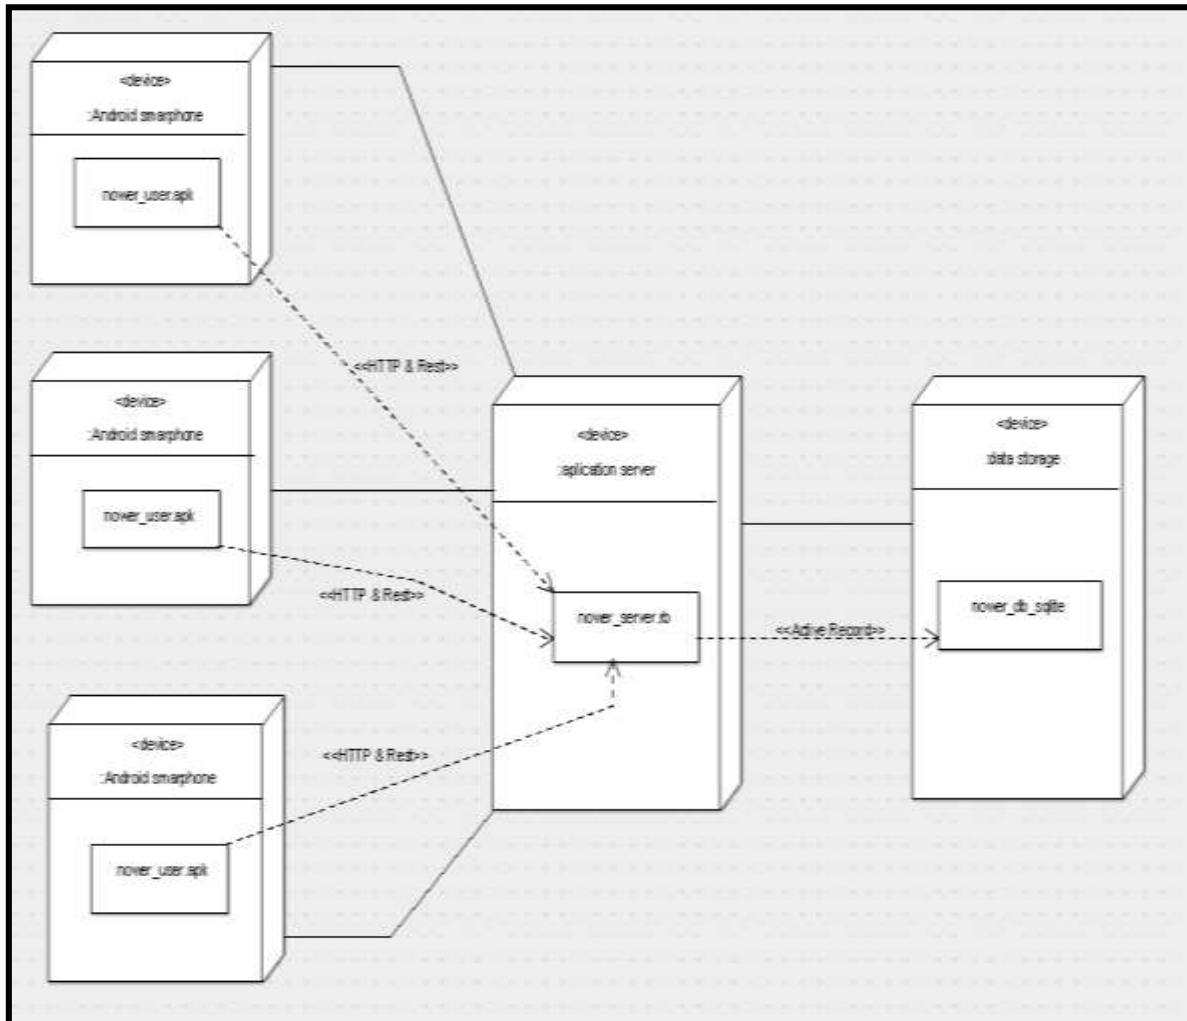 <device>
:Android smarphone
nower_user.apk
<<HTTP & Rest>>
<device>
:Android smarphone
nower_user.apk
<<HTTP & Rest>>
<device>
:Android smarphone
nower_user.apk
<<HTTP & Rest>>
<device>
:aplication server
nower_server.rb
<<Active Record>>
<device>
:data storage
nower_db_sqlite